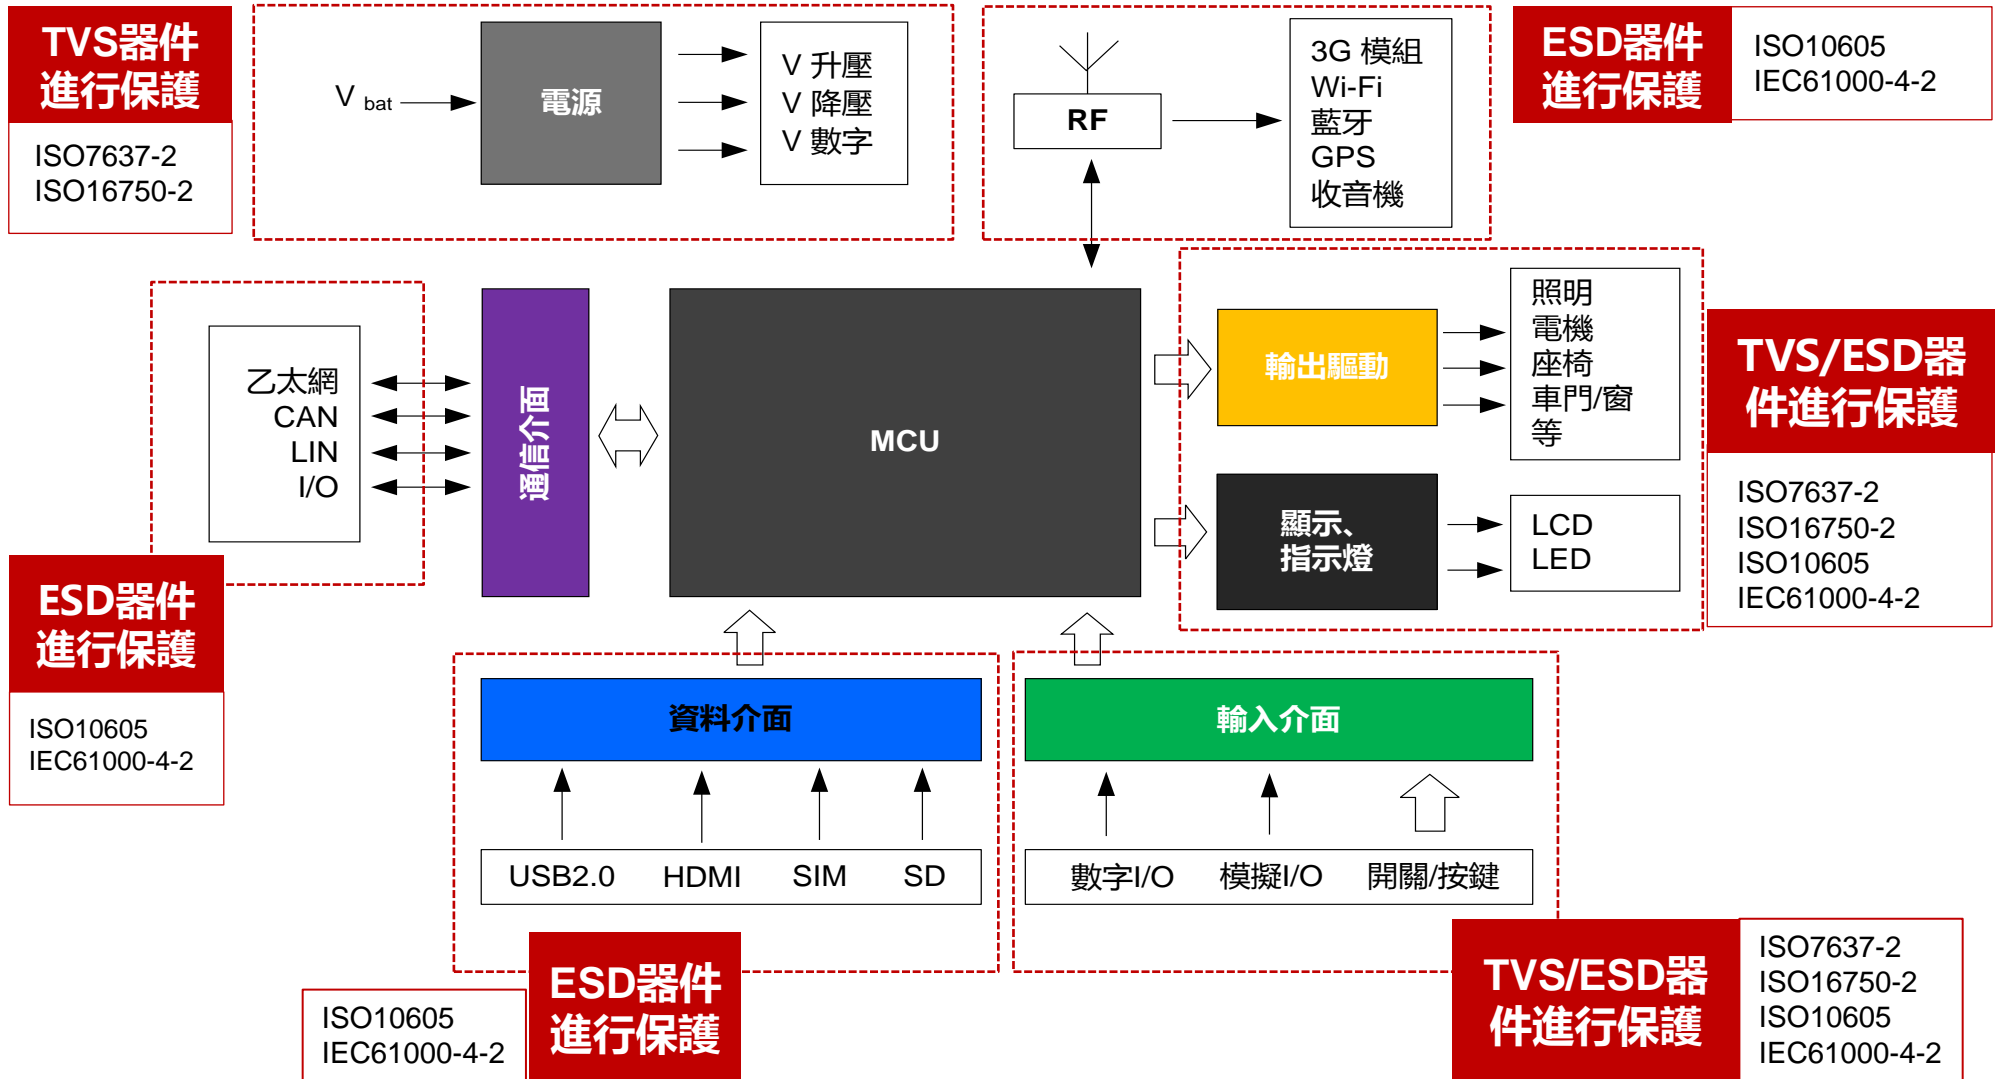 TVS器件
進行保護
ISO7637-2
ISO16750-2
V bat
電源
V 升壓
V 降壓
V 數字
RF
3G 模組
Wi-Fi
藍牙
GPS
收音機
ESD器件
進行保護
ISO10605
IEC61000-4-2
乙太網
CAN
LIN
I/O
通信介面
MCU
輸出驅動
照明
電機
座椅
車門/窗
等
顯示、
指示燈
LCD
LED
TVS/ESD器
件進行保護
ISO7637-2
ISO16750-2
ISO10605
IEC61000-4-2
ESD器件
進行保護
ISO10605
IEC61000-4-2
資料介面
USB2.0 HDMI SIM SD
ESD器件
進行保護
ISO10605
IEC61000-4-2
輸入介面
數字I/O 模擬I/O 開關/按鍵
TVS/ESD器
件進行保護
ISO7637-2
ISO16750-2
ISO10605
IEC61000-4-2